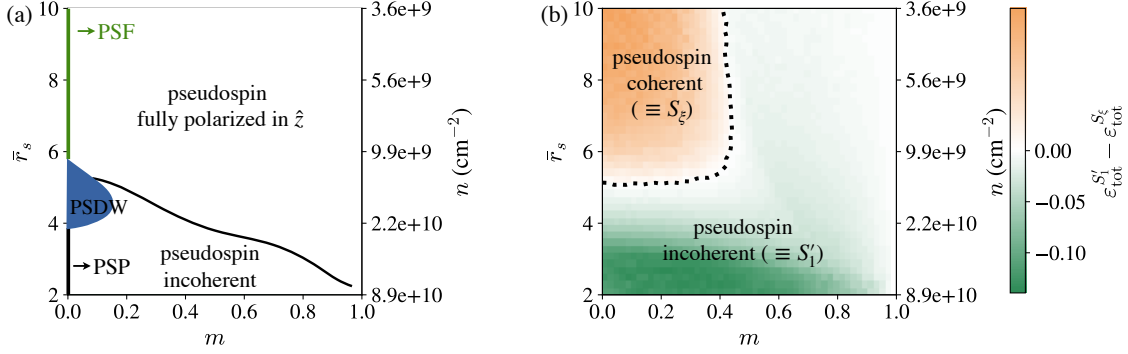 (a)
10
8
6
4
2
r̄ₛ
→PSF
pseudospin
fully polarized in ẑ
PSDW
→PSP
pseudospin
incoherent
0.0 0.2 0.4 0.6 0.8 1.0
m
3.6e+9
5.6e+9
9.9e+9
2.2e+10
8.9e+10
n (cm⁻²)
(b)
10
8
6
4
2
r̄ₛ
pseudospin
coherent
( ≡ S_ξ)
pseudospin
incoherent ( ≡ S′₁)
0.0 0.2 0.4 0.6 0.8 1.0
m
3.6e+9
5.6e+9
9.9e+9
2.2e+10
8.9e+10
n (cm⁻²)
0.00
−0.05
−0.10
ε_tot^{S′₁} − ε_tot^{S_ξ}